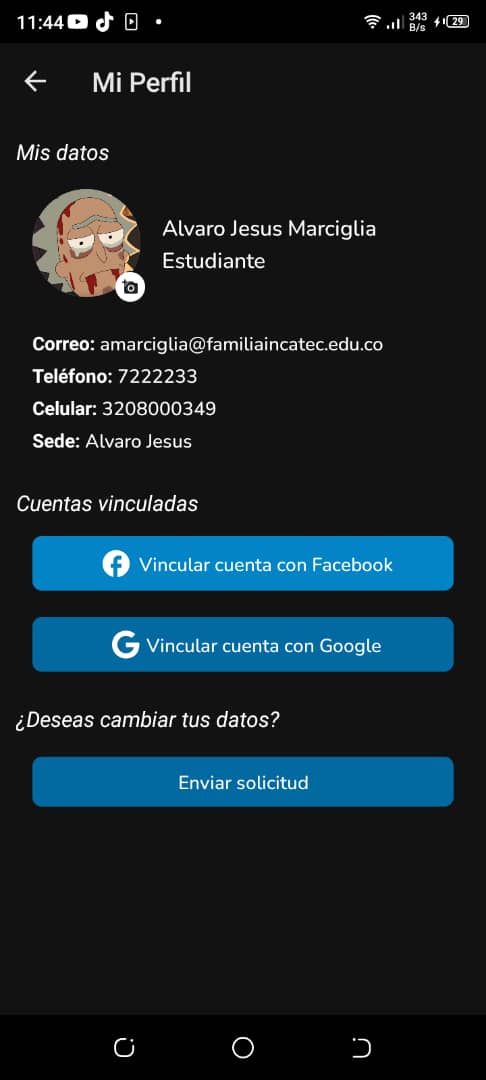 11:44
343
B/s
29
Mi Perfil
Mis datos
Alvaro Jesus Marciglia
Estudiante
Correo: amarciglia@familiaincatec.edu.co
Teléfono: 7222233
Celular: 3208000349
Sede: Alvaro Jesus
Cuentas vinculadas
Vincular cuenta con Facebook
Vincular cuenta con Google
¿Deseas cambiar tus datos?
Enviar solicitud